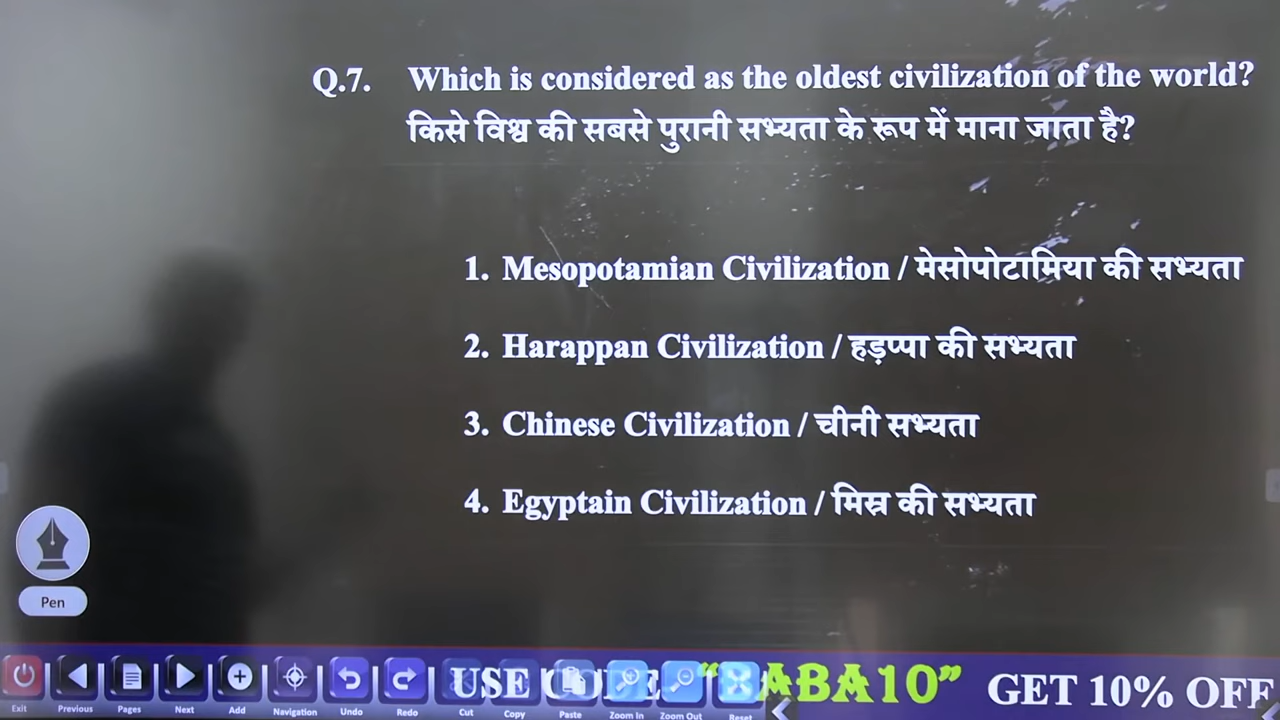 Q.7. Which is considered as the oldest civilization of the world?
किसे विश्व की सबसे पुरानी सभ्यता के रूप में माना जाता है?
1. Mesopotamian Civilization / मेसोपोटामिया की सभ्यता
2. Harappan Civilization / हड़प्पा की सभ्यता
3. Chinese Civilization / चीनी सभ्यता
4. Egyptain Civilization / मिस्र की सभ्यता
Pen
USE CODE "BABA10" GET 10% OFF
Exit Previous Pages Next Add Navigation Undo Redo Cut Copy Paste Zoom In Zoom Out Reset